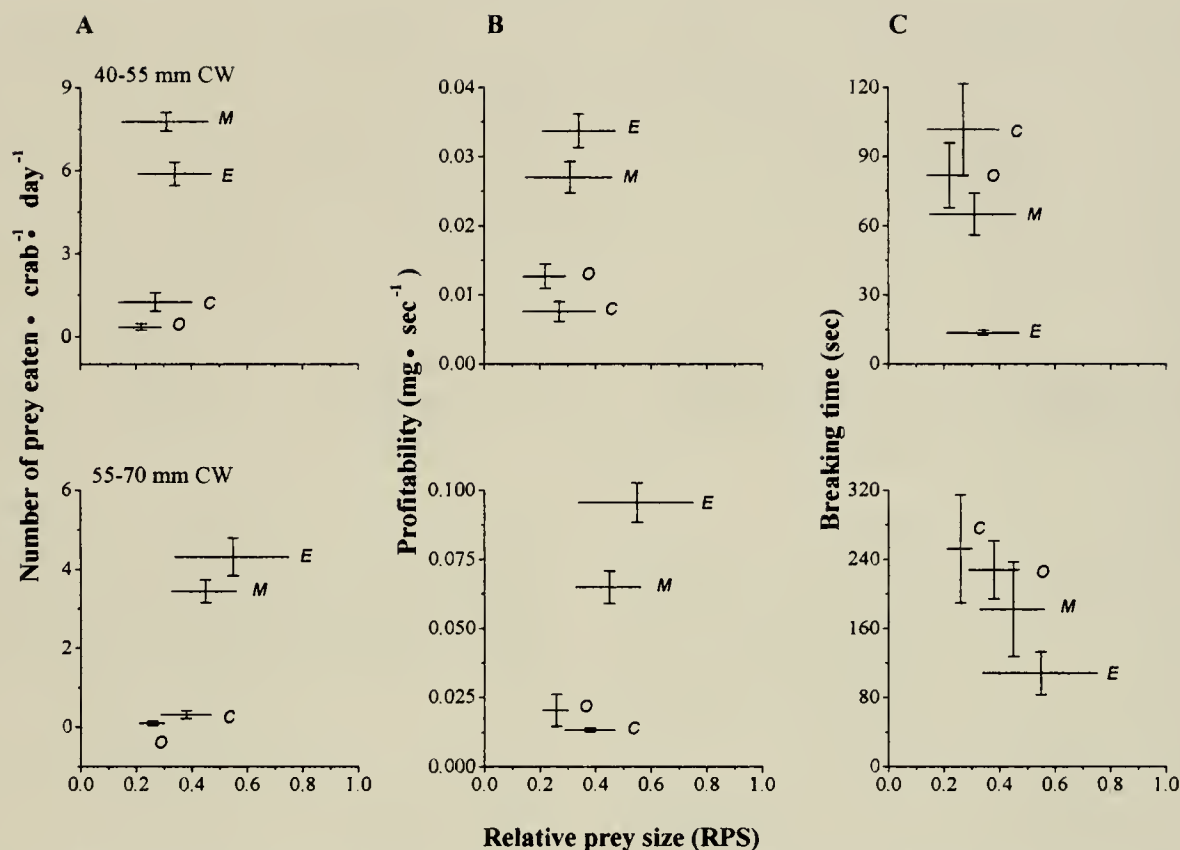 A
B
C
40-55 mm CW
Number of prey eaten • crab⁻¹ • day⁻¹
9
6
3
0
M
E
C
O
Profitability (mg • sec⁻¹)
0.04
0.03
0.02
0.01
0.00
E
M
O
C
Breaking time (sec)
120
90
60
30
0
C
O
M
E
55-70 mm CW
6
4
2
0
E
M
C
O
0.0 0.2 0.4 0.6 0.8 1.0
0.100
0.075
0.050
0.025
0.000
E
M
O
C
0.0 0.2 0.4 0.6 0.8 1.0
320
240
160
80
0
C
O
M
E
0.0 0.2 0.4 0.6 0.8 1.0
Relative prey size (RPS)